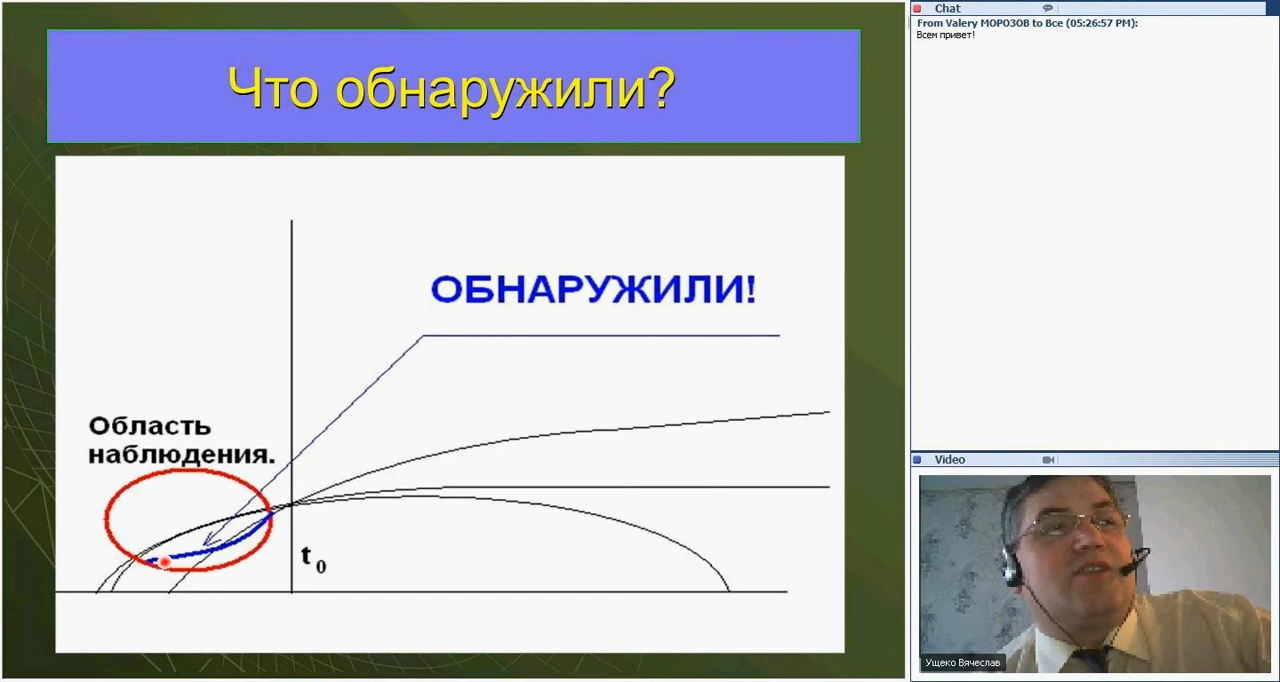 Что обнаружили?
ОБНАРУЖИЛИ!
Область
наблюдения.
t0
Chat
From Valery МОРОЗОВ to Все (05:26:57 PM):
Всем привет!
Video
Ущеко Вячеслав